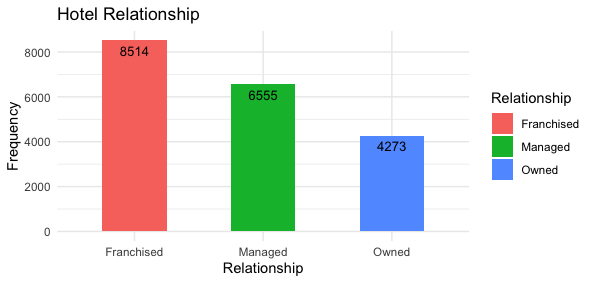 Hotel Relationship
Frequency
8000
6000
4000
2000
0
8514
6555
4273
Franchised
Managed
Owned
Relationship
Relationship
Franchised
Managed
Owned